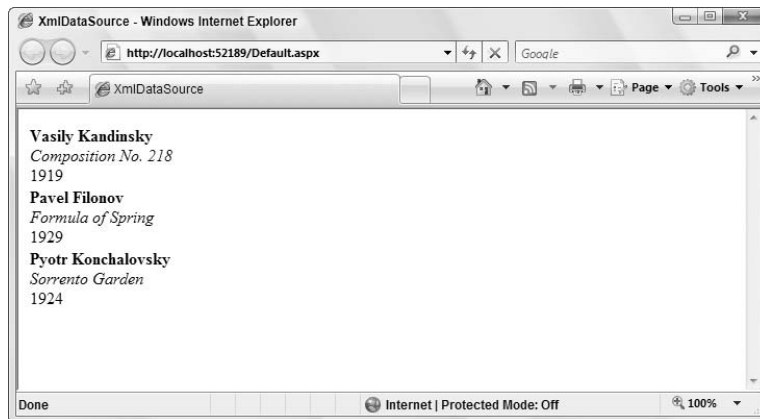 XmlDataSource - Windows Internet Explorer
http://localhost:52189/Default.aspx
Google
XmlDataSource
Page
Tools
»
Vasily Kandinsky
Composition No. 218
1919
Pavel Filonov
Formula of Spring
1929
Pyotr Konchalovsky
Sorrento Garden
1924
Done
Internet | Protected Mode: Off
100%